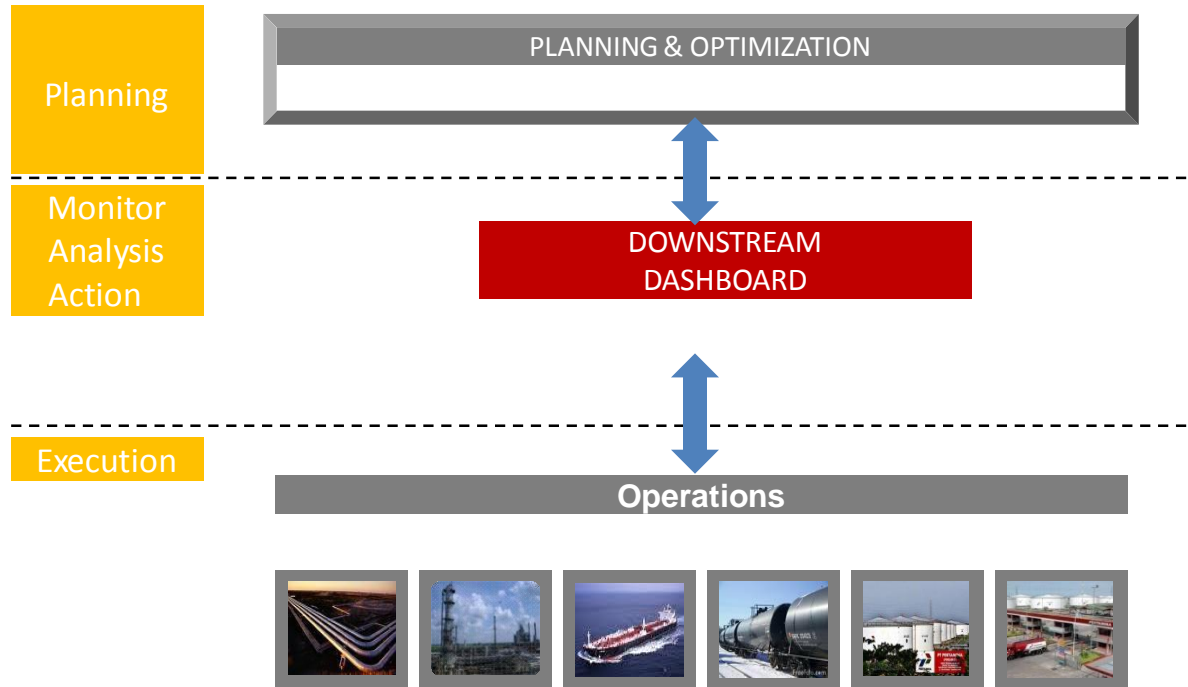 Planning
PLANNING & OPTIMIZATION
Monitor
Analysis
Action
DOWNSTREAM
DASHBOARD
Execution
Operations